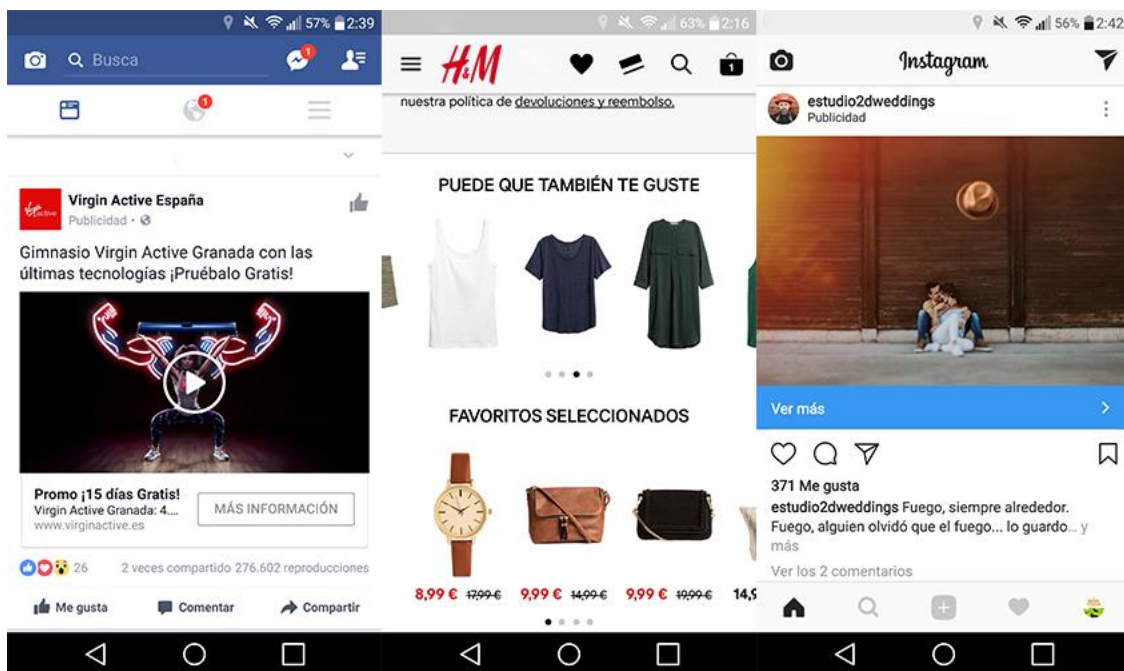 57% 2:39
1
Busca
1
Virgin Active España
Publicidad
Gimnasio Virgin Active Granada con las
últimas tecnologías ¡Pruébalo Gratis!
Promo ¡15 días Gratis!
Virgin Active Granada: 4....
www.virginactive.es
MÁS INFORMACIÓN
26
2 veces compartido 276.602 reproducciones
Me gusta Comentar Compartir
63% 2:16
H&M
1
nuestra política de devoluciones y reembolso.
PUEDE QUE TAMBIÉN TE GUSTE
FAVORITOS SELECCIONADOS
8,99 € 17,99 € 9,99 € 14,99 € 9,99 € 19,99 € 14,9
56% 2:42
Instagram
estudio2dweddings
Publicidad
Ver más
371 Me gusta
estudio2dweddings Fuego, siempre alrededor.
Fuego, alguien olvidó que el fuego... lo guardo... y
más
Ver los 2 comentarios